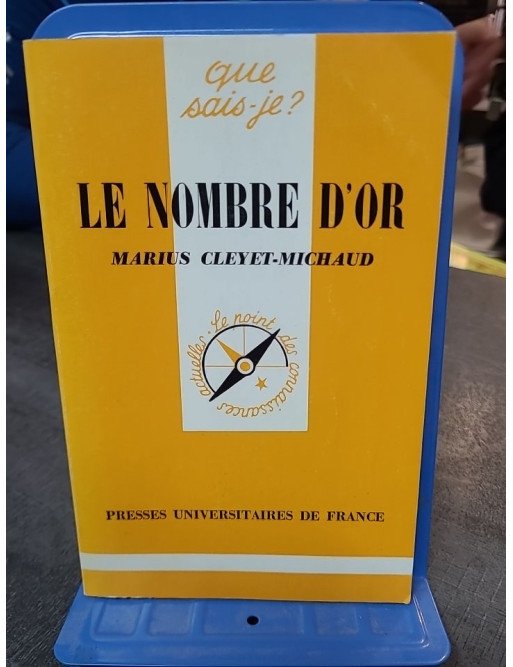 que
sais-je?
LE NOMBRE D'OR
MARIUS CLEYET-MICHAUD
le point des connaissances actuelles
PRESSES UNIVERSITAIRES DE FRANCE